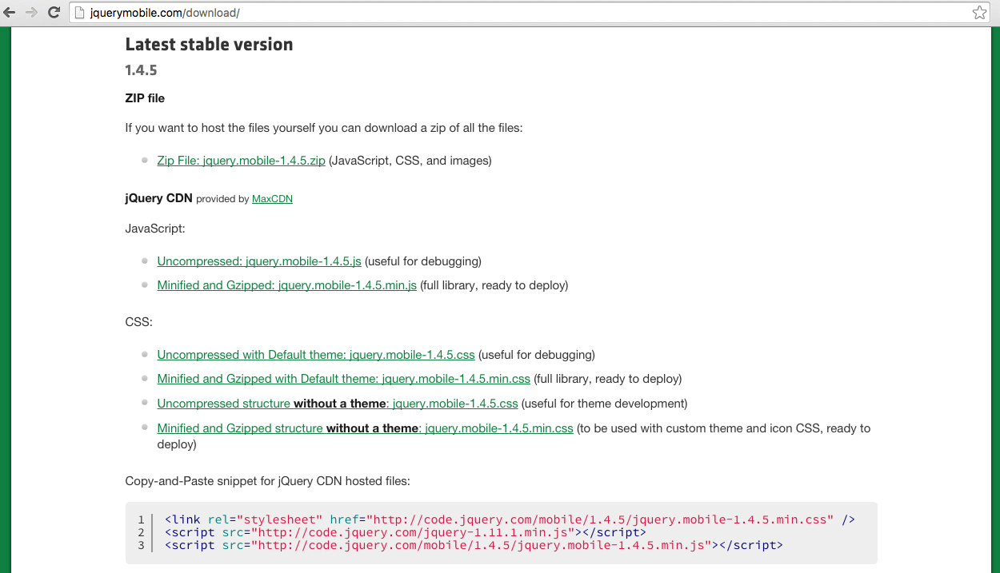 jquerymobile.com/download/
Latest stable version
1.4.5
ZIP file
If you want to host the files yourself you can download a zip of all the files:
Zip File: jquery.mobile-1.4.5.zip (JavaScript, CSS, and images)
jQuery CDN provided by MaxCDN
JavaScript:
Uncompressed: jquery.mobile-1.4.5.js (useful for debugging)
Minified and Gzipped: jquery.mobile-1.4.5.min.js (full library, ready to deploy)
CSS:
Uncompressed with Default theme: jquery.mobile-1.4.5.css (useful for debugging)
Minified and Gzipped with Default theme: jquery.mobile-1.4.5.min.css (full library, ready to deploy)
Uncompressed structure without a theme: jquery.mobile-1.4.5.css (useful for theme development)
Minified and Gzipped structure without a theme: jquery.mobile-1.4.5.min.css (to be used with custom theme and icon CSS, ready to
deploy)
Copy-and-Paste snippet for jQuery CDN hosted files:
1 <link rel="stylesheet" href="http://code.jquery.com/mobile/1.4.5/jquery.mobile-1.4.5.min.css" />
2 <script src="http://code.jquery.com/jquery-1.11.1.min.js"></script>
3 <script src="http://code.jquery.com/mobile/1.4.5/jquery.mobile-1.4.5.min.js"></script>